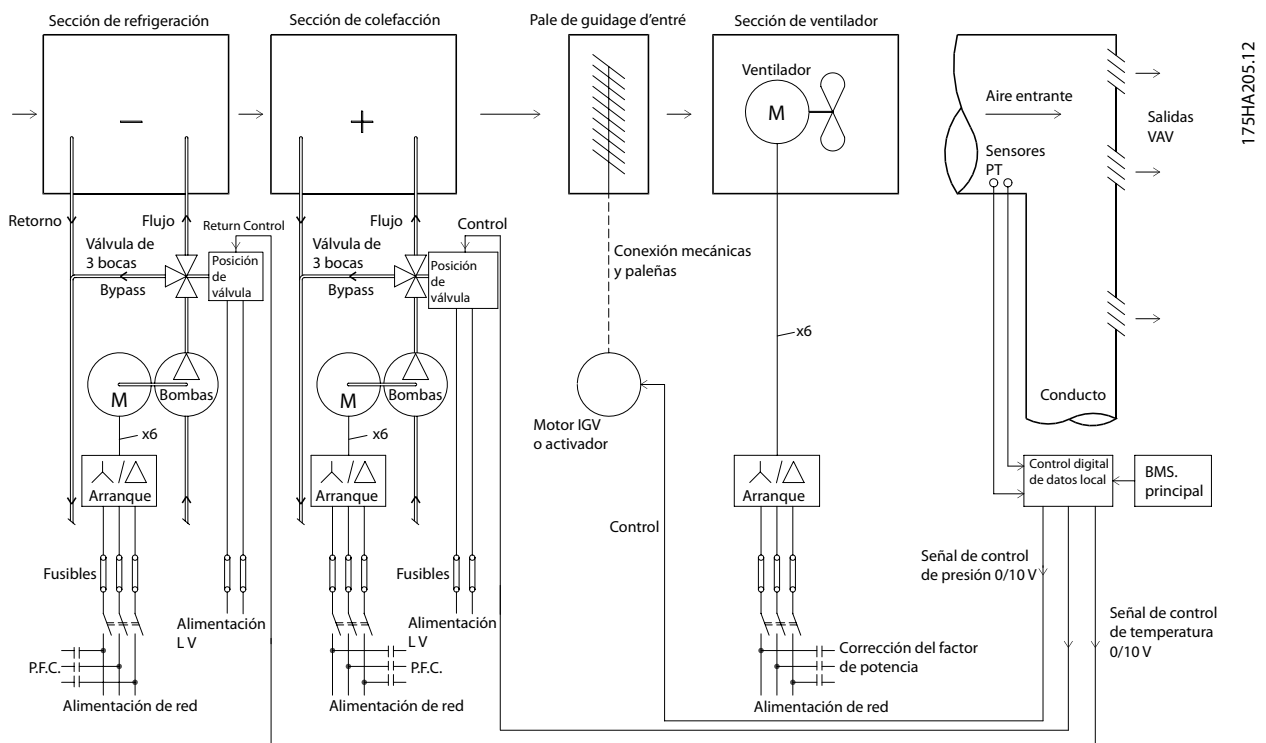 Sección de refrigeración
Sección de colefacción
Pale de guidage d'entré
Sección de ventilador
175HA205.12
Ventilador
M
Aire entrante
Salidas
VAV
Sensores
PT
Retorno
Flujo
Return Control
Válvula de
3 bocas
Bypass
Posición
de
válvula
Flujo
Control
Válvula de
3 bocas
Bypass
Posición
de
válvula
Conexión mecánicas
y paleñas
x6
M
Bombas
M
Bombas
Conducto
x6
x6
Motor IGV
o activador
Arranque
Arranque
Arranque
Control digital
de datos local
BMS.
principal
Control
Señal de control
de presión 0/10 V
Fusibles
Fusibles
Alimentación
L V
Alimentación
L V
Señal de control
de temperatura
0/10 V
P.F.C.
P.F.C.
Corrección del factor
de potencia
Alimentación de red
Alimentación de red
Alimentación de red